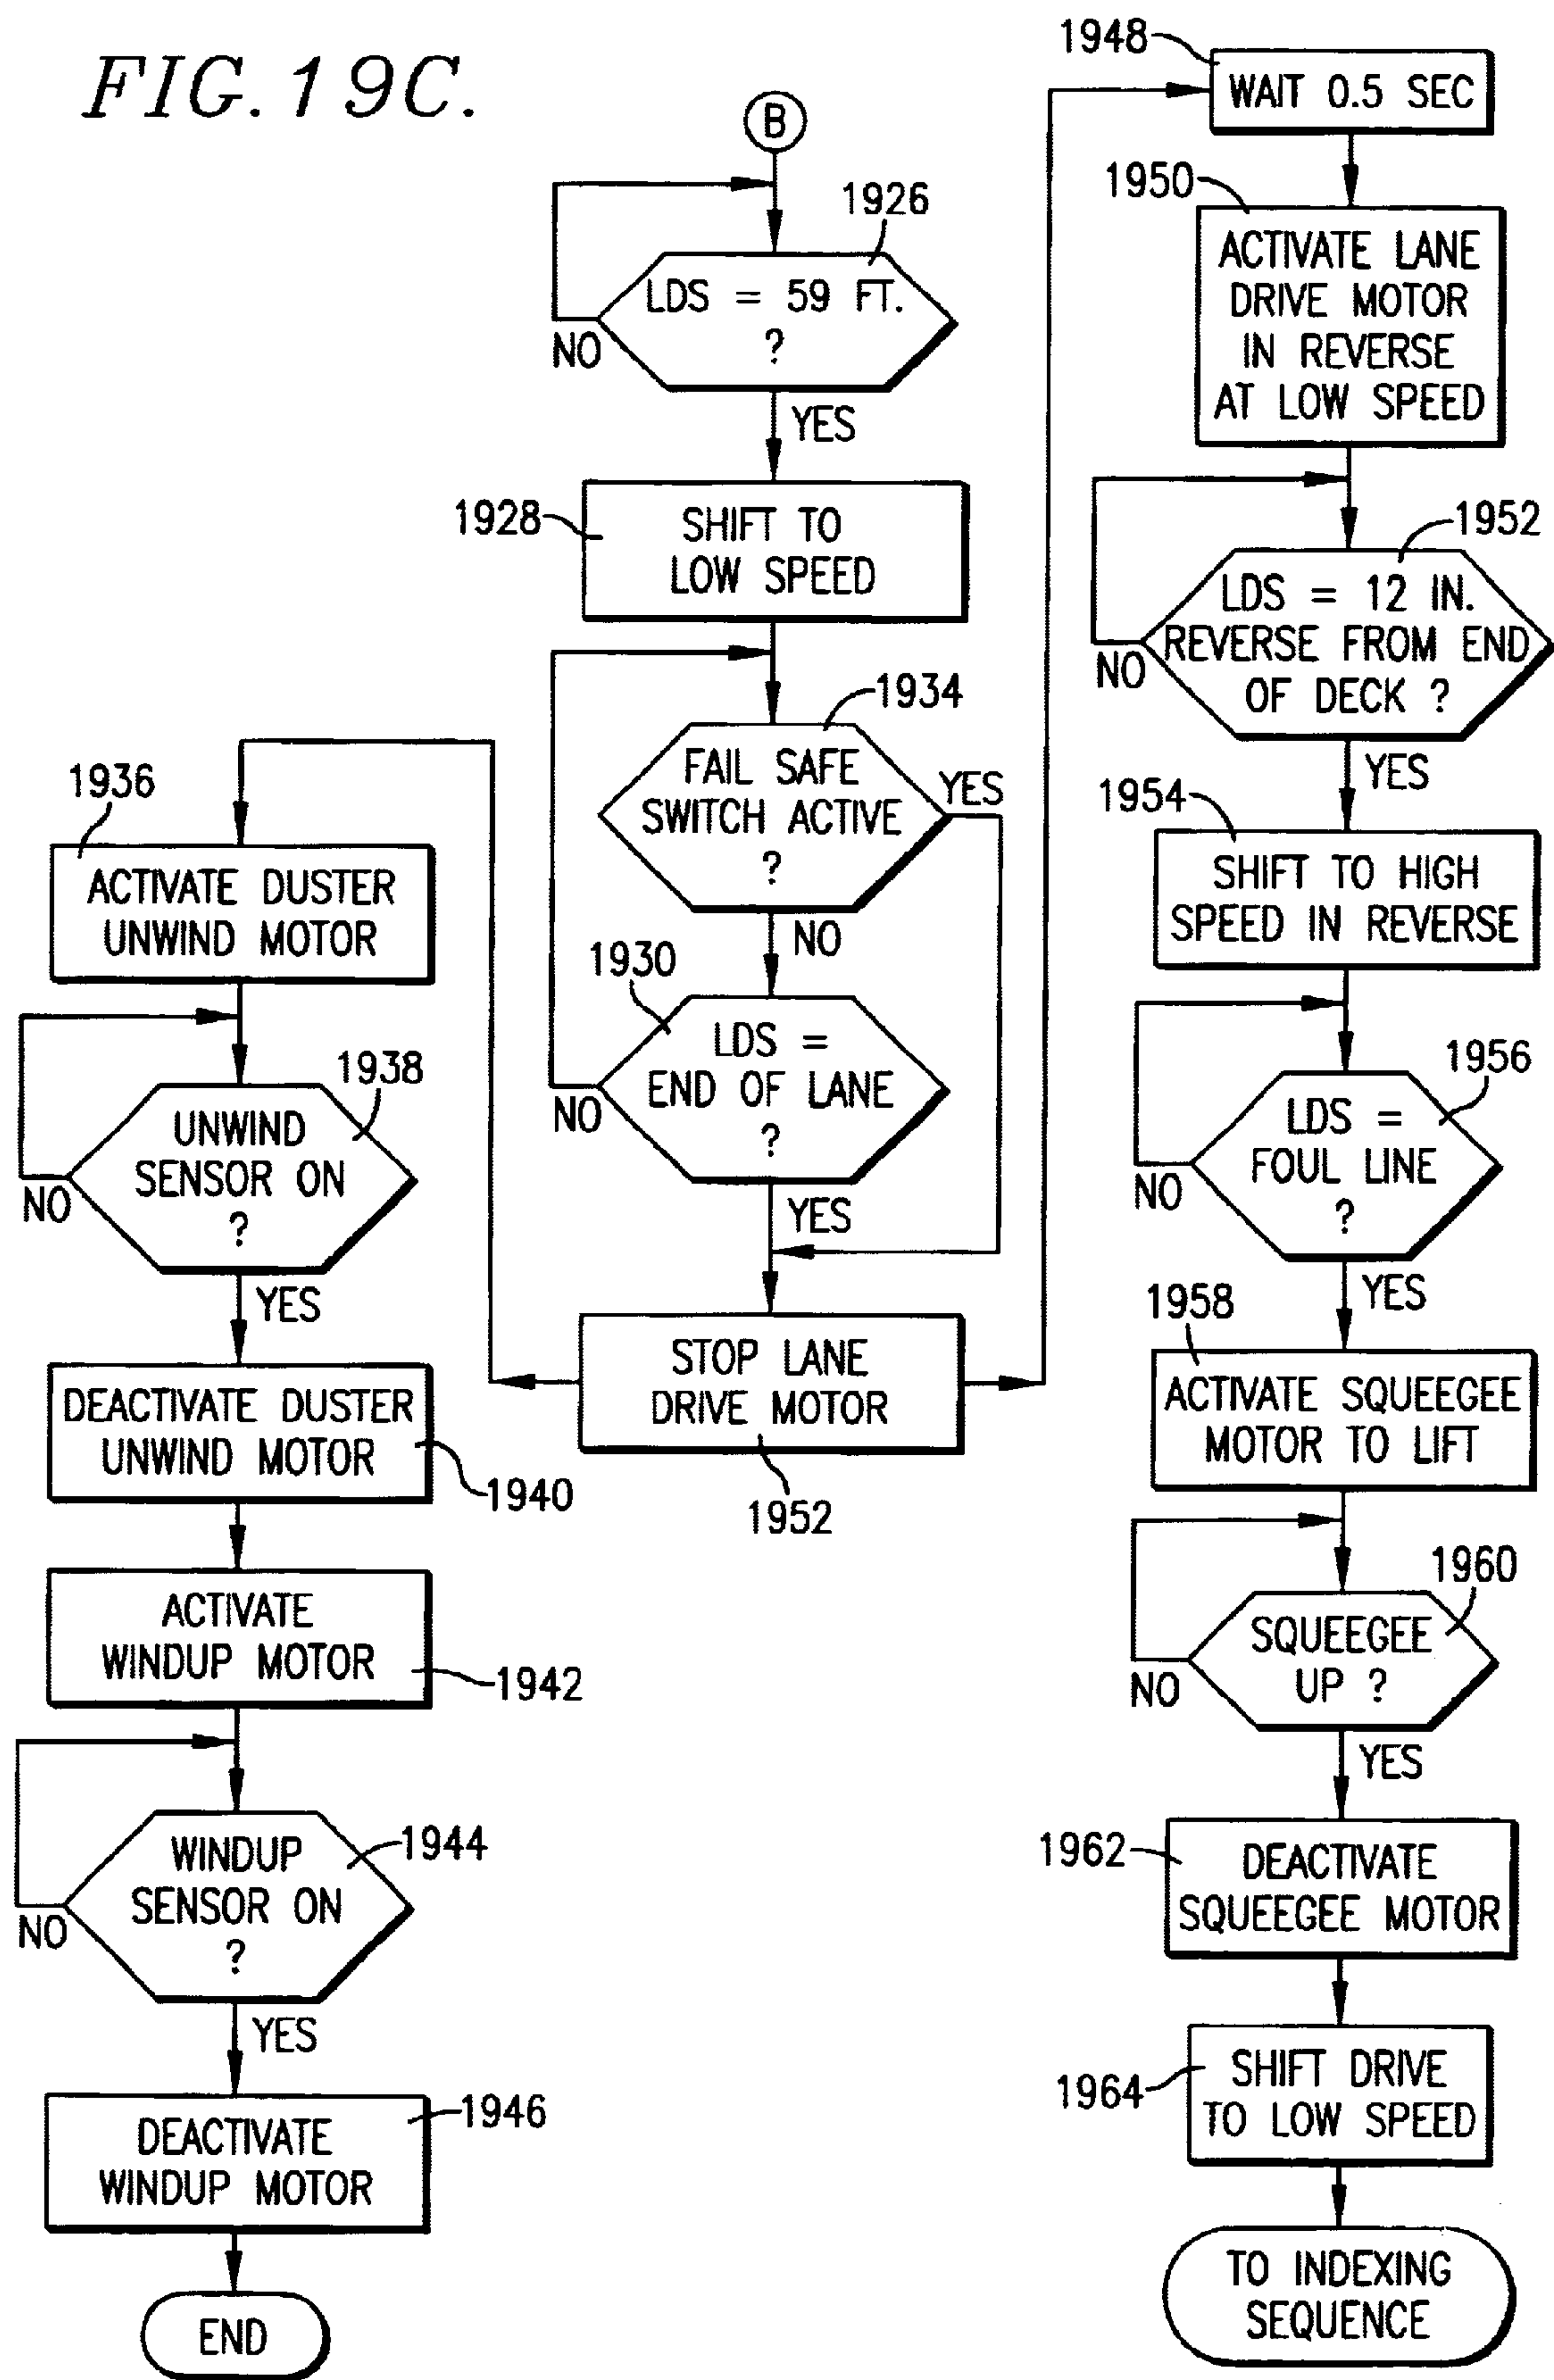 FIG. 19C.
B
1926
LDS = 59 FT.
?
NO
YES
1928
SHIFT TO
LOW SPEED
1934
FAIL SAFE
SWITCH ACTIVE
?
YES
NO
1930
LDS =
END OF LANE
?
NO
YES
STOP LANE
DRIVE MOTOR
1952
1936
ACTIVATE DUSTER
UNWIND MOTOR
1938
UNWIND
SENSOR ON
?
NO
YES
DEACTIVATE DUSTER
UNWIND MOTOR
1940
ACTIVATE
WINDUP MOTOR
1942
1944
WINDUP
SENSOR ON
?
NO
YES
1946
DEACTIVATE
WINDUP MOTOR
END
1948
WAIT 0.5 SEC
1950
ACTIVATE LANE
DRIVE MOTOR
IN REVERSE
AT LOW SPEED
1952
LDS = 12 IN.
REVERSE FROM END
OF DECK ?
NO
YES
1954
SHIFT TO HIGH
SPEED IN REVERSE
1956
LDS =
FOUL LINE
?
NO
YES
1958
ACTIVATE SQUEEGEE
MOTOR TO LIFT
1960
SQUEEGEE
UP ?
NO
YES
1962
DEACTIVATE
SQUEEGEE MOTOR
1964
SHIFT DRIVE
TO LOW SPEED
TO INDEXING
SEQUENCE